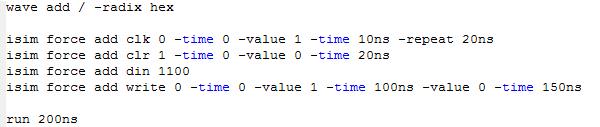 wave add / -radix hex
isim force add clk 0 -time 0 -value 1 -time 10ns -repeat 20ns
isim force add clr 1 -time 0 -value 0 -time 20ns
isim force add din 1100
isim force add write 0 -time 0 -value 1 -time 100ns -value 0 -time 150ns
run 200ns